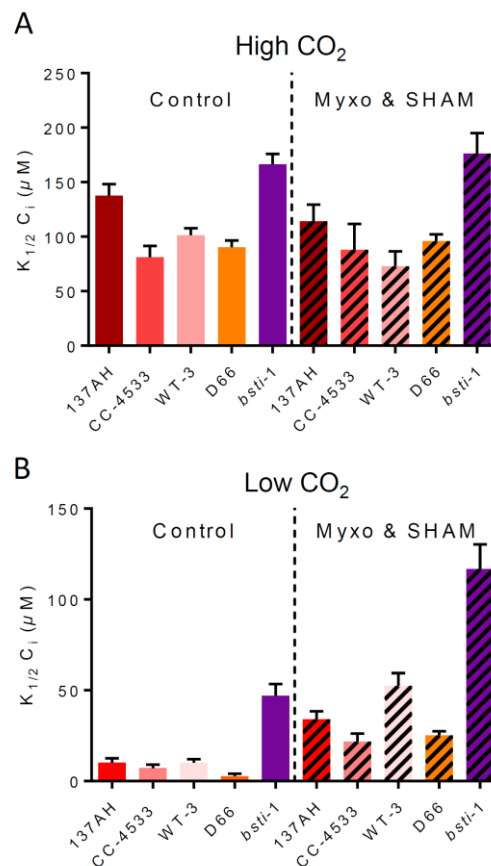 A
High CO₂
Control
Myxo & SHAM
K₁/₂ Cᵢ (µM)
250
200
150
100
50
0
137AH
CC-4533
WT-3
D66
bsti-1
137AH
CC-4533
WT-3
D66
bsti-1
B
Low CO₂
Control
Myxo & SHAM
K₁/₂ Cᵢ (µM)
150
100
50
0
137AH
CC-4533
WT-3
D66
bsti-1
137AH
CC-4533
WT-3
D66
bsti-1